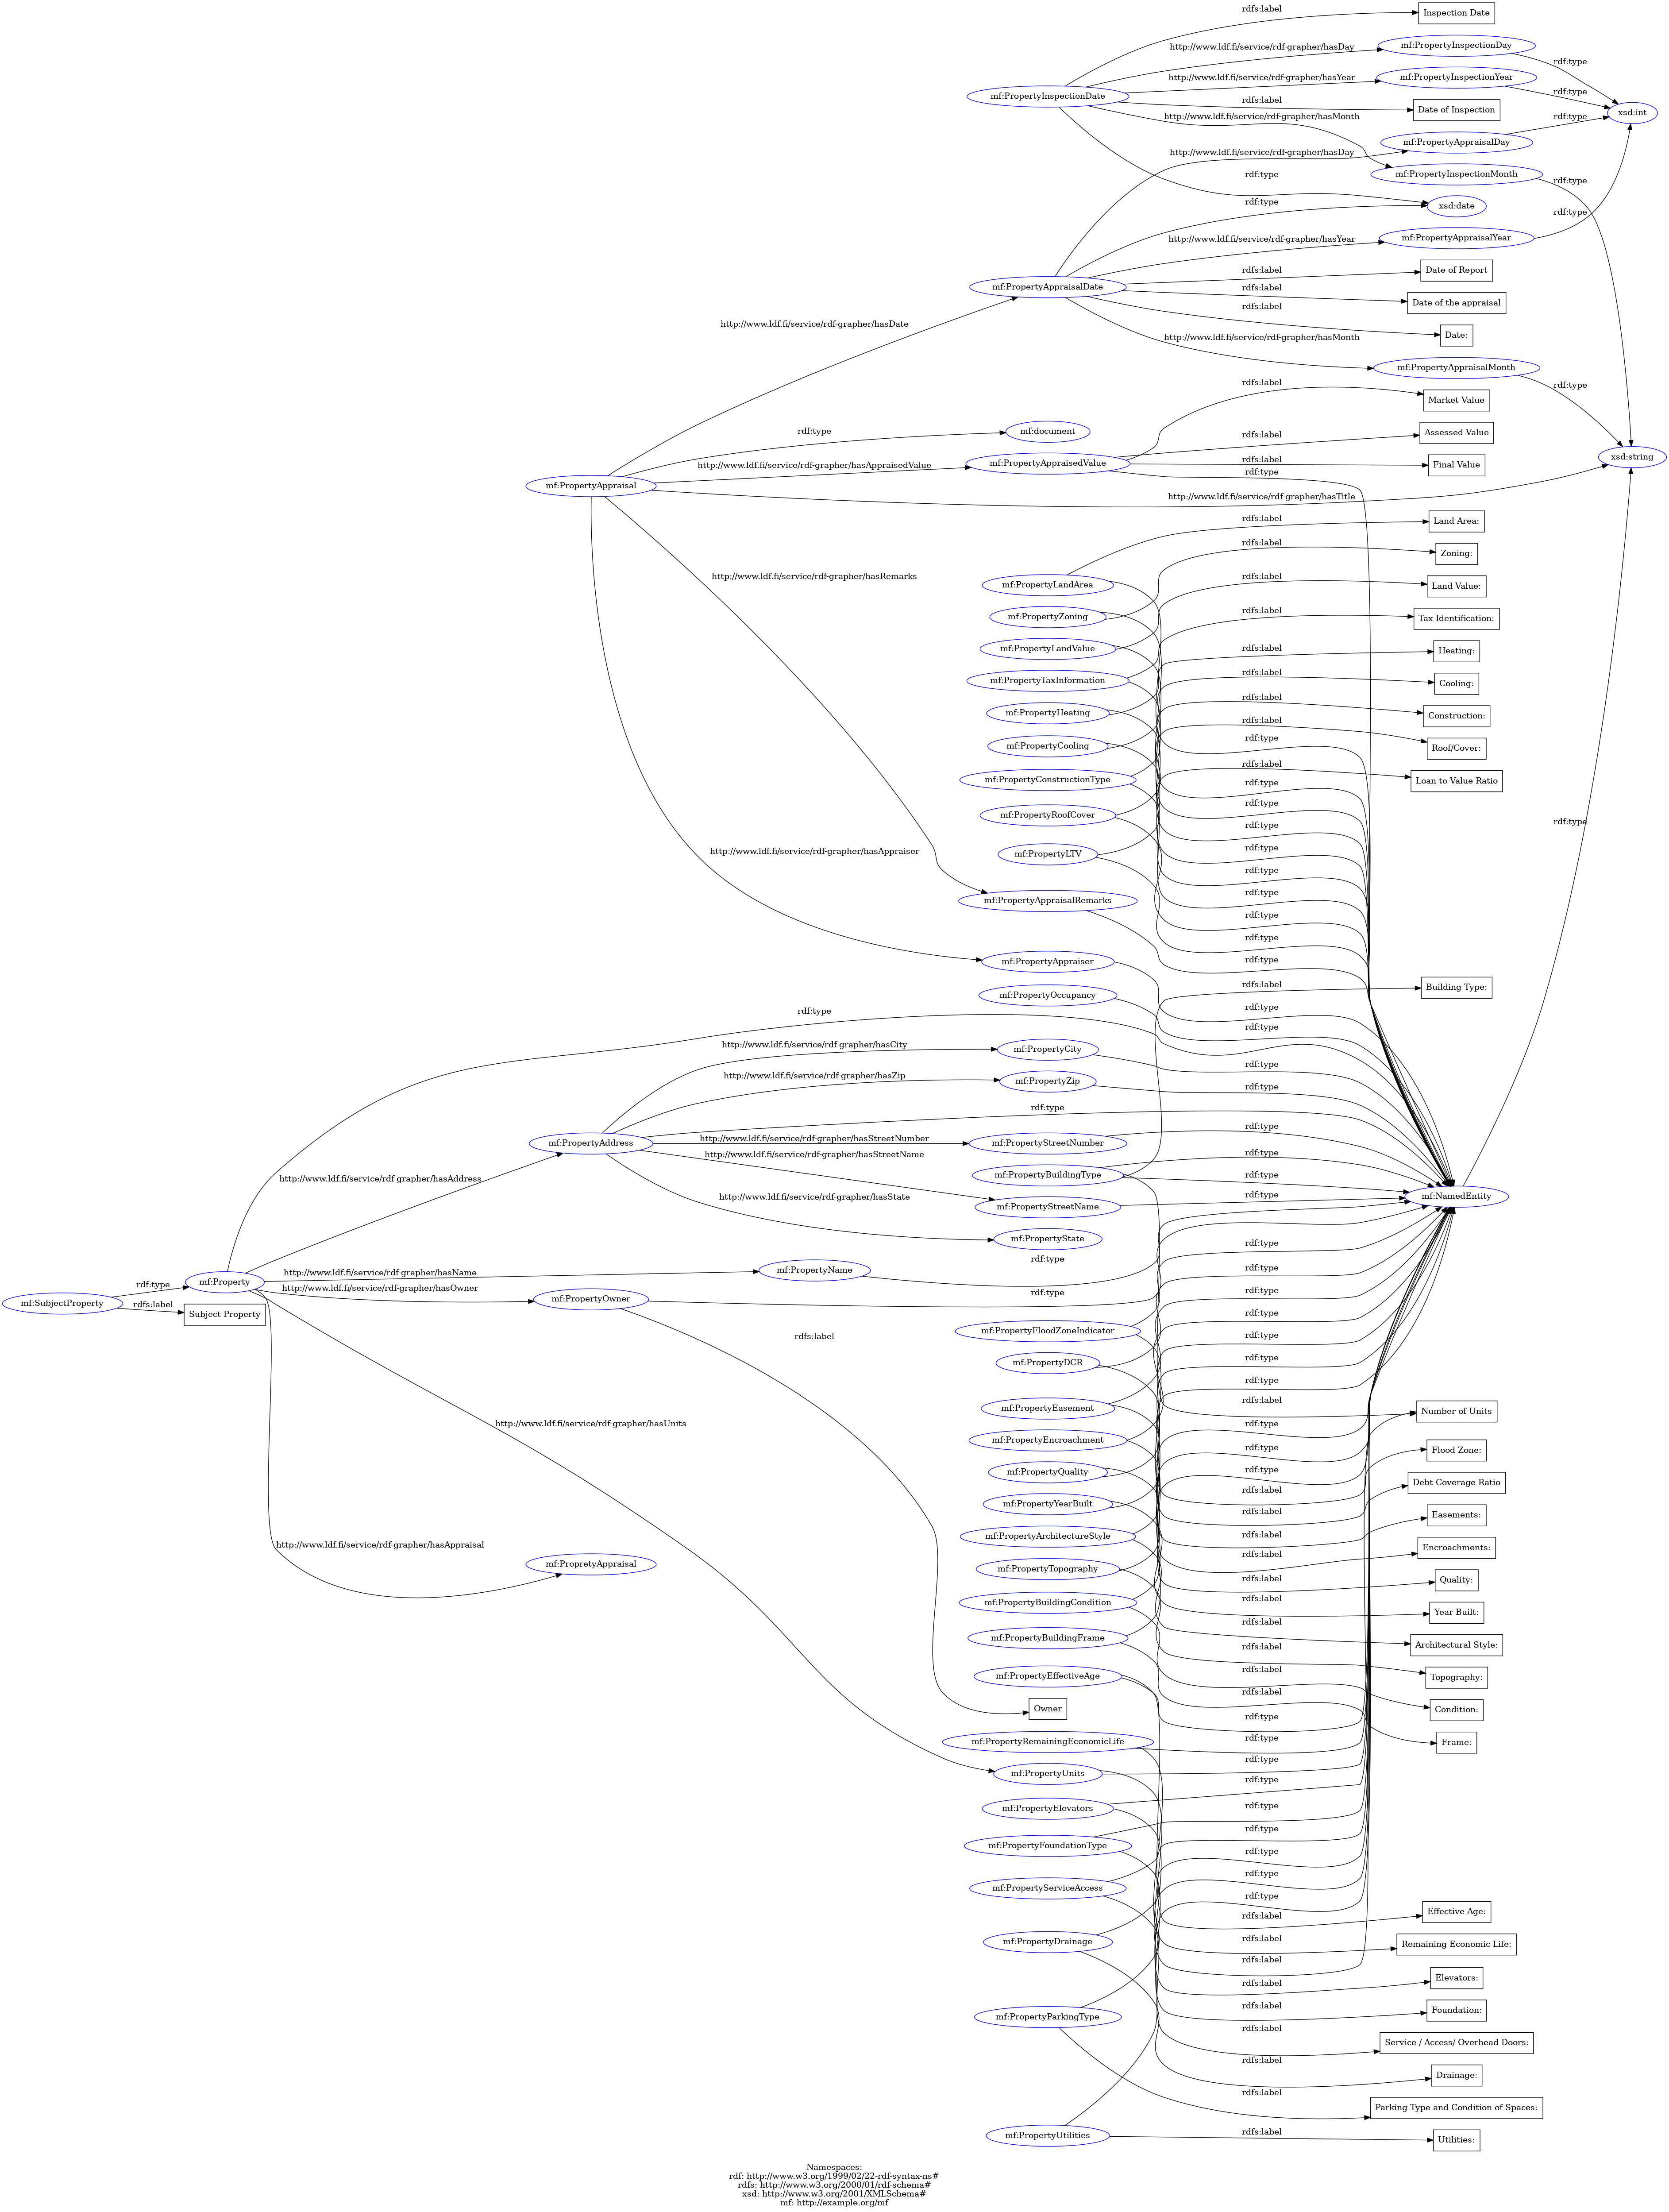 rdfs:label
Inspection Date
http://www.ldf.fi/service/rdf-grapher/hasDay
mf:PropertyInspectionDay
rdf:type
http://www.ldf.fi/service/rdf-grapher/hasYear
mf:PropertyInspectionYear
rdf:type
mf:PropertyInspectionDate
rdfs:label
Date of Inspection
xsd:int
http://www.ldf.fi/service/rdf-grapher/hasMonth
rdf:type
mf:PropertyAppraisalDay
http://www.ldf.fi/service/rdf-grapher/hasDay
rdf:type
mf:PropertyInspectionMonth
rdf:type
rdf:type
xsd:date
rdf:type
http://www.ldf.fi/service/rdf-grapher/hasYear
mf:PropertyAppraisalYear
rdfs:label
Date of Report
mf:PropertyAppraisalDate
rdfs:label
Date of the appraisal
rdfs:label
http://www.ldf.fi/service/rdf-grapher/hasDate
Date:
http://www.ldf.fi/service/rdf-grapher/hasMonth
mf:PropertyAppraisalMonth
rdf:type
rdfs:label
Market Value
rdf:type
mf:document
rdfs:label
Assessed Value
http://www.ldf.fi/service/rdf-grapher/hasAppraisedValue
mf:PropertyAppraisedValue
rdfs:label
Final Value
xsd:string
rdf:type
mf:PropertyAppraisal
http://www.ldf.fi/service/rdf-grapher/hasTitle
rdfs:label
Land Area:
rdfs:label
Zoning:
http://www.ldf.fi/service/rdf-grapher/hasRemarks
mf:PropertyLandArea
rdfs:label
Land Value:
mf:PropertyZoning
rdfs:label
Tax Identification:
mf:PropertyLandValue
rdfs:label
Heating:
mf:PropertyTaxInformation
rdfs:label
Cooling:
mf:PropertyHeating
rdfs:label
Construction:
mf:PropertyCooling
rdfs:label
Roof/Cover:
rdf:type
mf:PropertyConstructionType
rdfs:label
Loan to Value Ratio
rdf:type
rdf:type
mf:PropertyRoofCover
rdf:type
rdf:type
http://www.ldf.fi/service/rdf-grapher/hasAppraiser
rdf:type
mf:PropertyLTV
rdf:type
rdf:type
mf:PropertyAppraisalRemarks
rdf:type
rdf:type
rdf:type
mf:PropertyAppraiser
rdfs:label
Building Type:
mf:PropertyOccupancy
rdf:type
rdf:type
rdf:type
http://www.ldf.fi/service/rdf-grapher/hasCity
mf:PropertyCity
rdf:type
http://www.ldf.fi/service/rdf-grapher/hasZip
mf:PropertyZip
rdf:type
rdf:type
mf:PropertyAddress
http://www.ldf.fi/service/rdf-grapher/hasStreetNumber
mf:PropertyStreetNumber
rdf:type
http://www.ldf.fi/service/rdf-grapher/hasStreetName
rdf:type
http://www.ldf.fi/service/rdf-grapher/hasAddress
mf:PropertyBuildingType
rdf:type
http://www.ldf.fi/service/rdf-grapher/hasState
mf:PropertyStreetName
rdf:type
mf:NamedEntity
mf:PropertyState
rdf:type
rdf:type
http://www.ldf.fi/service/rdf-grapher/hasName
mf:PropertyName
rdf:type
mf:Property
rdf:type
http://www.ldf.fi/service/rdf-grapher/hasOwner
mf:PropertyOwner
rdf:type
rdf:type
mf:SubjectProperty
rdfs:label
Subject Property
rdfs:label
mf:PropertyFloodZoneIndicator
rdf:type
rdf:type
mf:PropertyDCR
rdf:type
rdf:type
rdfs:label
mf:PropertyEasement
Number of Units
http://www.ldf.fi/service/rdf-grapher/hasUnits
rdf:type
mf:PropertyEncroachment
rdf:type
Flood Zone:
mf:PropertyQuality
rdf:type
Debt Coverage Ratio
rdfs:label
mf:PropertyYearBuilt
rdfs:label
Easements:
mf:PropertyArchitectureStyle
rdfs:label
http://www.ldf.fi/service/rdf-grapher/hasAppraisal
rdfs:label
Encroachments:
mf:PropretyAppraisal
mf:PropertyTopography
rdfs:label
Quality:
mf:PropertyBuildingCondition
rdfs:label
Year Built:
rdfs:label
mf:PropertyBuildingFrame
rdfs:label
Architectural Style:
mf:PropertyEffectiveAge
rdfs:label
Topography:
rdfs:label
Owner
Condition:
rdf:type
mf:PropertyRemainingEconomicLife
rdf:type
Frame:
rdf:type
mf:PropertyUnits
rdf:type
mf:PropertyElevators
rdf:type
rdf:type
mf:PropertyFoundationType
rdf:type
rdf:type
mf:PropertyServiceAccess
rdf:type
rdfs:label
Effective Age:
mf:PropertyDrainage
rdfs:label
Remaining Economic Life:
rdfs:label
rdfs:label
Elevators:
rdfs:label
Foundation:
mf:PropertyParkingType
rdfs:label
Service / Access/ Overhead Doors:
rdfs:label
Drainage:
rdfs:label
Parking Type and Condition of Spaces:
mf:PropertyUtilities
rdfs:label
Utilities:
Namespaces:
rdf: http://www.w3.org/1999/02/22-rdf-syntax-ns#
rdfs: http://www.w3.org/2000/01/rdf-schema#
xsd: http://www.w3.org/2001/XMLSchema#
mf: http://example.org/mf